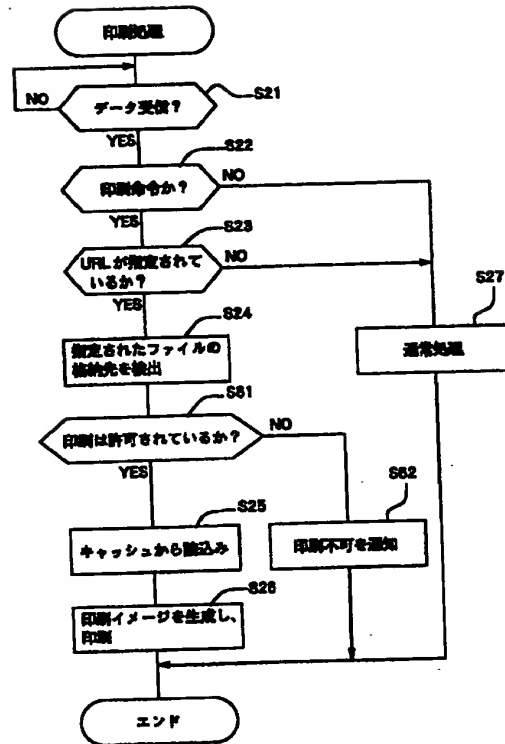 印刷処理
NO
データ受信?
S21
YES
S22
印刷命令か?
NO
YES
S23
URLが指定されて
いるか?
NO
YES
S24
指定されたファイルの
格納先を検出
S27
通常処理
S61
印刷は許可されているか?
NO
YES
S62
S25
キャッシュから読込み
印刷不可を通知
S26
印刷イメージを生成し、
印刷
エンド